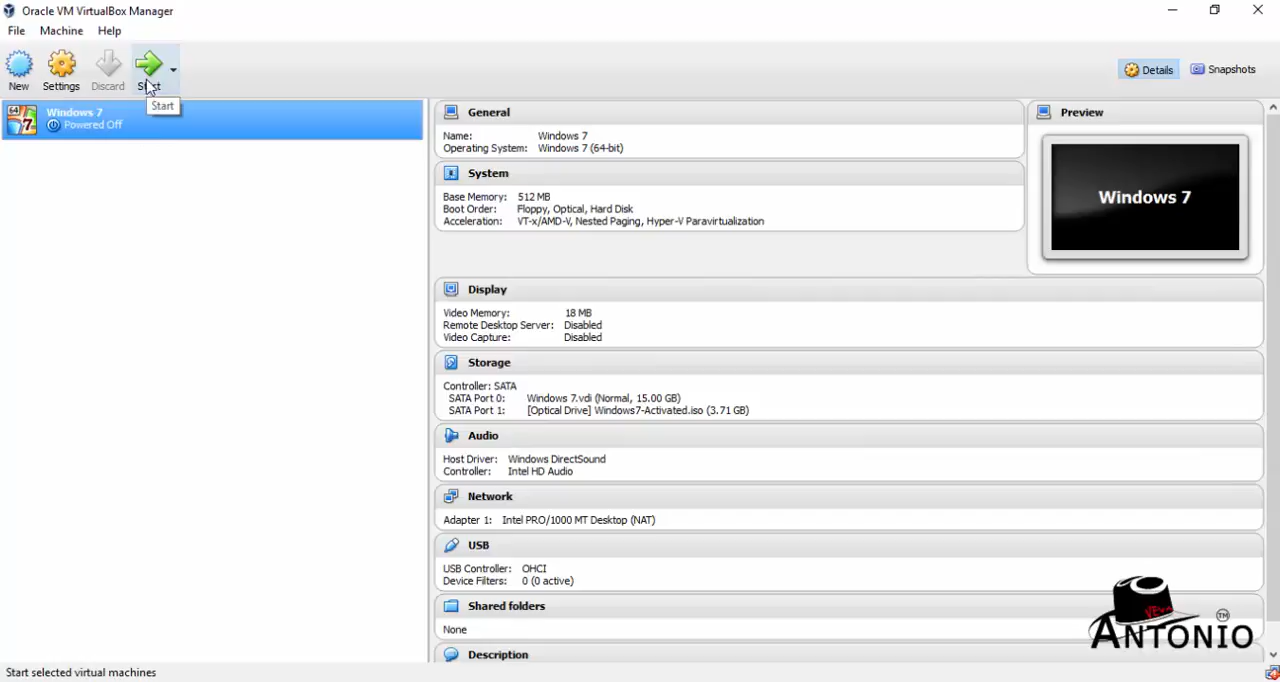 Oracle VM VirtualBox Manager
File Machine Help
New Settings Discard Start
Start
Details Snapshots
64
7
Windows 7
Powered Off
General
Name: Windows 7
Operating System: Windows 7 (64-bit)
System
Base Memory: 512 MB
Boot Order: Floppy, Optical, Hard Disk
Acceleration: VT-x/AMD-V, Nested Paging, Hyper-V Paravirtualization
Preview
Windows 7
Display
Video Memory: 18 MB
Remote Desktop Server: Disabled
Video Capture: Disabled
Storage
Controller: SATA
SATA Port 0: Windows 7.vdi (Normal, 15.00 GB)
SATA Port 1: [Optical Drive] Windows7-Activated.iso (3.71 GB)
Audio
Host Driver: Windows DirectSound
Controller: Intel HD Audio
Network
Adapter 1: Intel PRO/1000 MT Desktop (NAT)
USB
USB Controller: OHCI
Device Filters: 0 (0 active)
Shared folders
None
Description
ANTONIO TM
Start selected virtual machines